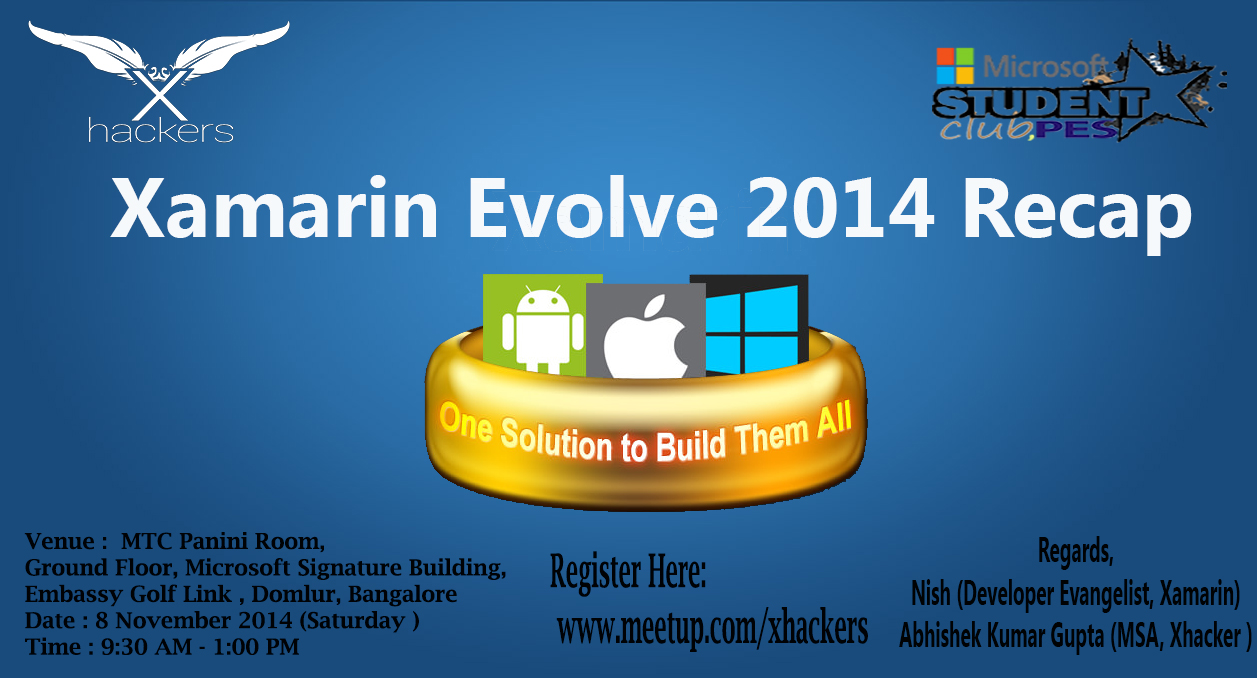 X
hackers
Microsoft
STUDENT
club,PES
Xamarin Evolve 2014 Recap
One Solution to Build Them All
Venue :  MTC Panini Room,
Ground Floor, Microsoft Signature Building,
Embassy Golf Link , Domlur, Bangalore
Date : 8 November 2014 (Saturday )
Time : 9:30 AM - 1:00 PM
Register Here:
www.meetup.com/xhackers
Regards,
Nish (Developer Evangelist, Xamarin)
Abhishek Kumar Gupta (MSA, Xhacker )